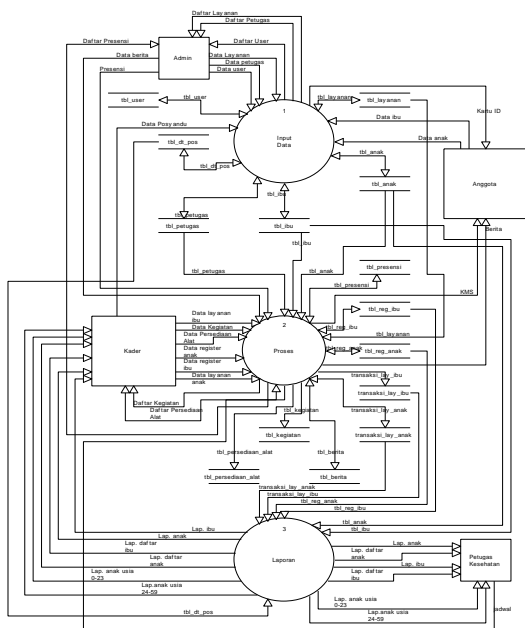 Daftar Layanan
Daftar Petugas
Daftar Presensi
Daftar User
Data berita
Data Layanan
Presensi
Admin
Data petugas
Data user
tbl_user
tbl_user
1
tbl_layanan
tbl_layanan
Kartu ID
Data Posyandu
Input
Data
Data ibu
Data anak
tbl_dt_pos
tbl_dt_pos
tbl_anak
tbl_anak
Anggota
tbl_ibu
tbl_petugas
tbl_petugas
tbl_ibu
tbl_ibu
Berita
tbl_petugas
tbl_anak
tbl_presensi
tbl_presensi
KMS
Data layanan
ibu
Data Kegiatan
Data Persediaan
Alat
Data register
anak
Data register
ibu
Data layanan
anak
Kader
2
Proses
tbl_reg_ibu
tbl_reg_ibu
tbl_layanan
tbl_reg_anak
tbl_reg_anak
Daftar Kegiatan
Daftar Persediaan
Alat
transaksi_lay_ibu
transaksi_lay_ibu
tbl_kegiatan
tbl_kegiatan
transaksi_lay_anak
transaksi_lay_anak
tbl_persediaan_alat
tbl_persediaan_alat
tbl_berita
tbl_berita
transaksi_lay_anak
transaksi_lay_ibu
tbl_reg_anak
tbl_reg_ibu
Lap. ibu
Lap. anak
Lap. daftar
ibu
Lap. daftar
anak
Lap. anak usia
0-23
Lap.anak usia
24-59
tbl_dt_pos
3
Laporan
tbl_anak
tbl_ibu
Lap. anak
Lap. daftar
anak
Lap. ibu
Lap. daftar
ibu
Lap. anak usia
0-23
Lap.anak usia
24-59
Petugas
Kesehatan
jadwal